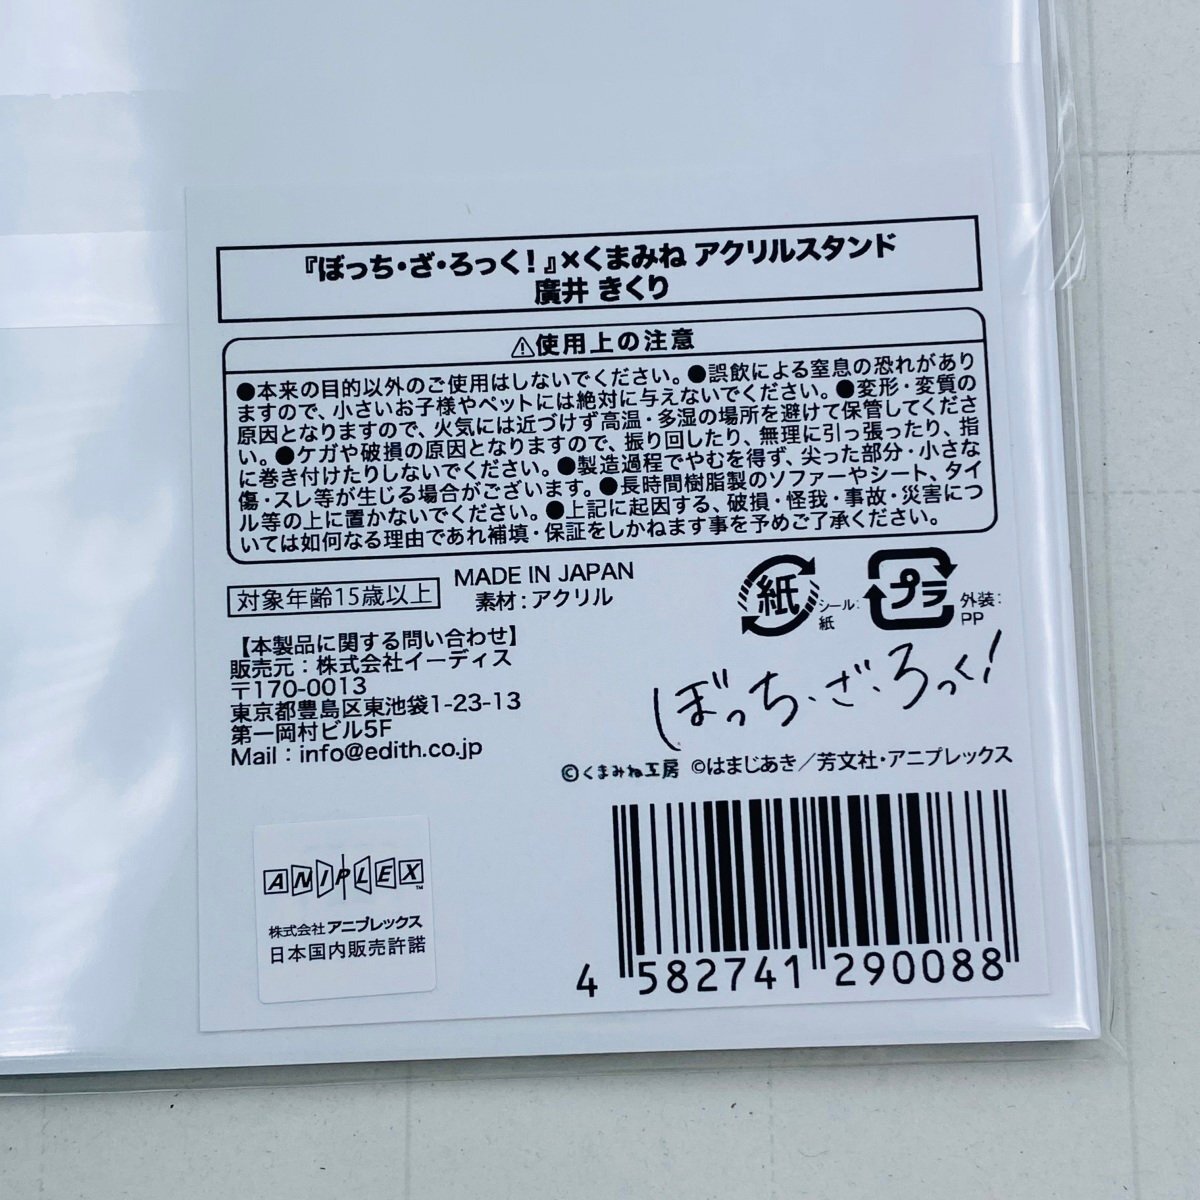 『ぼっち・ざ・ろっく！』×くまみね アクリルスタンド
廣井 きくり
⚠使用上の注意
●本来の目的以外のご使用はしないでください。●誤飲による窒息の恐れがあり
ますので、小さいお子様やペットには絶対に与えないでください。●変形・変質の
原因となりますので、火気には近づけず高温・多湿の場所を避けて保管してくださ
い。●ケガや破損の原因となりますので、振り回したり、無理に引っ張ったり、指
に巻き付けたりしないでください。●製造過程でやむを得ず、尖った部分・小さな
傷・スレ等が生じる場合がございます。●長時間樹脂製のソファーやシート、タイ
ル等の上に置かないでください。●上記に起因する、破損・怪我・事故・災害につ
いては如何なる理由であれ補填・保証をしかねます事を予めご了承ください。
対象年齢15歳以上
MADE IN JAPAN
素材：アクリル
紙
シール：
紙
プラ
外装：
PP
【本製品に関する問い合わせ】
販売元：株式会社イーディス
〒170-0013
東京都豊島区東池袋1-23-13
第一岡村ビル5F
Mail：info@edith.co.jp
ぼっち・ざ・ろっく！
©くまみね工房 ©はまじあき／芳文社・アニプレックス
ANIPLEX™
株式会社アニプレックス
日本国内販売許諾
4 582741 290088